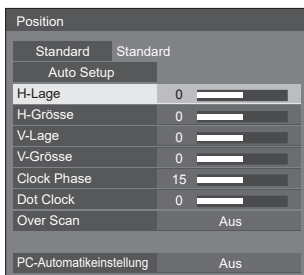 Position
Standard Standard
Auto Setup
H-Lage 0
H-Grösse 0
V-Lage 0
V-Grösse 0
Clock Phase 15
Dot Clock 0
Over Scan Aus
PC-Automatikeinstellung Aus